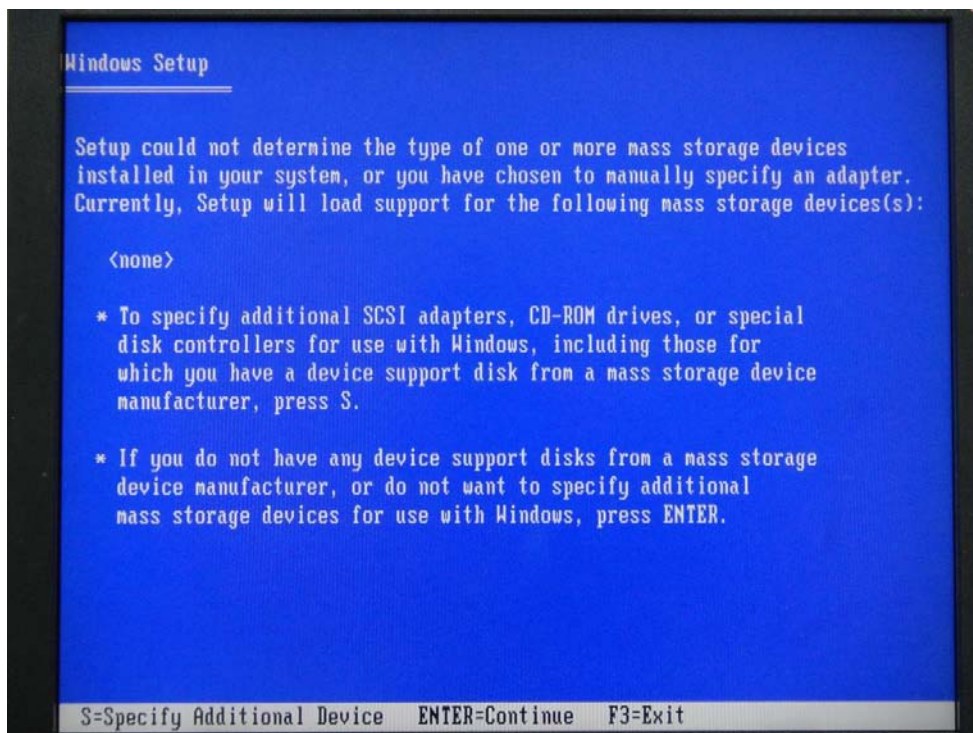 Windows Setup
Setup could not determine the type of one or more mass storage devices
installed in your system, or you have chosen to manually specify an adapter.
Currently, Setup will load support for the following mass storage devices(s):
<none>
* To specify additional SCSI adapters, CD-ROM drives, or special
disk controllers for use with Windows, including those for
which you have a device support disk from a mass storage device
manufacturer, press S.
* If you do not have any device support disks from a mass storage
device manufacturer, or do not want to specify additional
mass storage devices for use with Windows, press ENTER.
S=Specify Additional Device ENTER=Continue F3=Exit